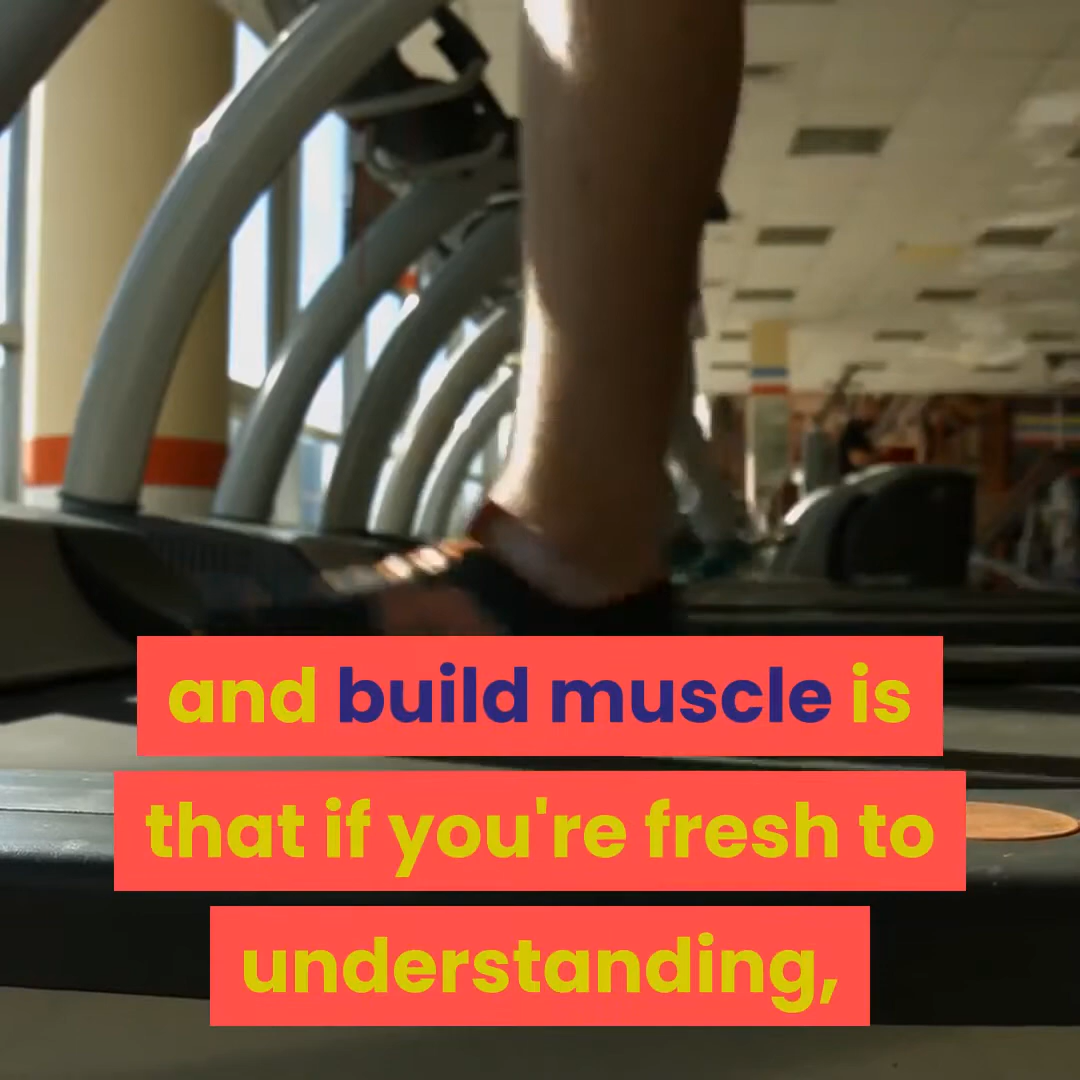 and build muscle is
that if you're fresh to
understanding,